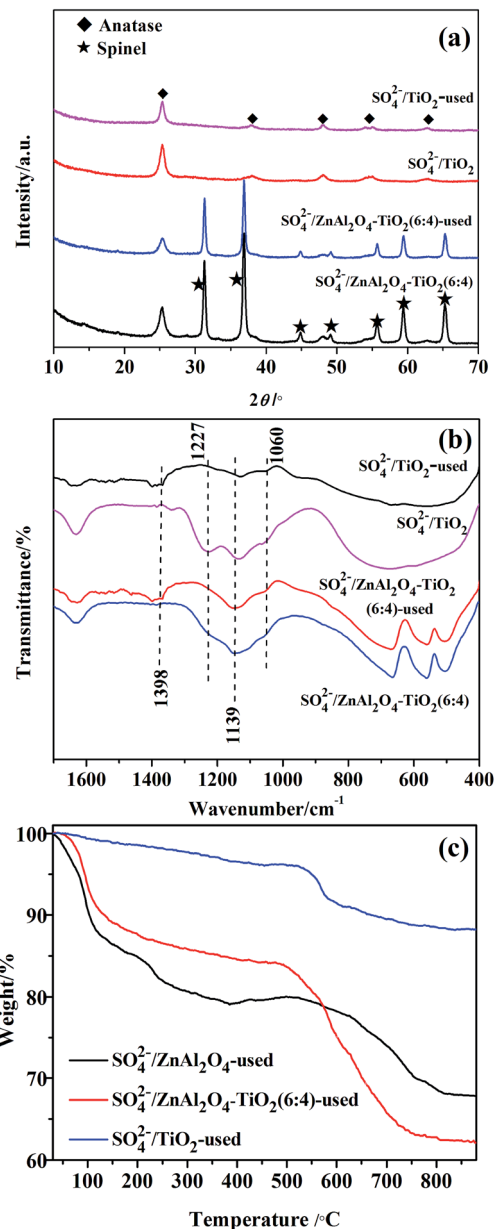 (a)
◆ Anatase
★ Spinel
SO₄²⁻/TiO₂-used
SO₄²⁻/TiO₂
SO₄²⁻/ZnAl₂O₄-TiO₂(6:4)-used
SO₄²⁻/ZnAl₂O₄-TiO₂(6:4)
Intensity/a.u.
10 20 30 40 50 60 70
2θ/°
(b)
1227
1060
SO₄²⁻/TiO₂-used
SO₄²⁻/TiO₂
SO₄²⁻/ZnAl₂O₄-TiO₂
(6:4)-used
SO₄²⁻/ZnAl₂O₄-TiO₂(6:4)
1398
1139
Transmittance/%
1600 1400 1200 1000 800 600 400
Wavenumber/cm⁻¹
(c)
100
90
80
70
60
Weight/%
SO₄²⁻/ZnAl₂O₄-used
SO₄²⁻/ZnAl₂O₄-TiO₂(6:4)-used
SO₄²⁻/TiO₂-used
100 200 300 400 500 600 700 800
Temperature /°C